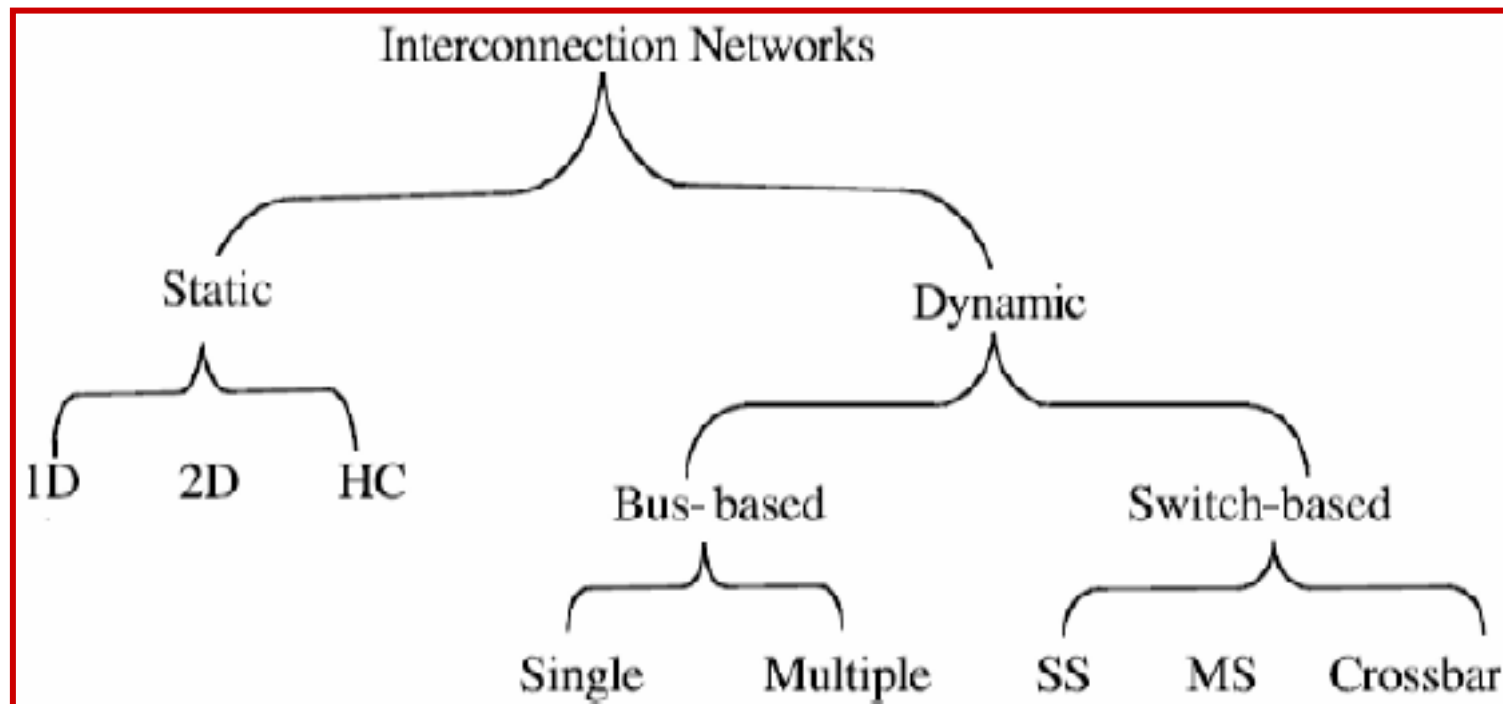 Interconnection Networks
Static
Dynamic
1D 2D HC
Bus-based Switch-based
Single Multiple SS MS Crossbar